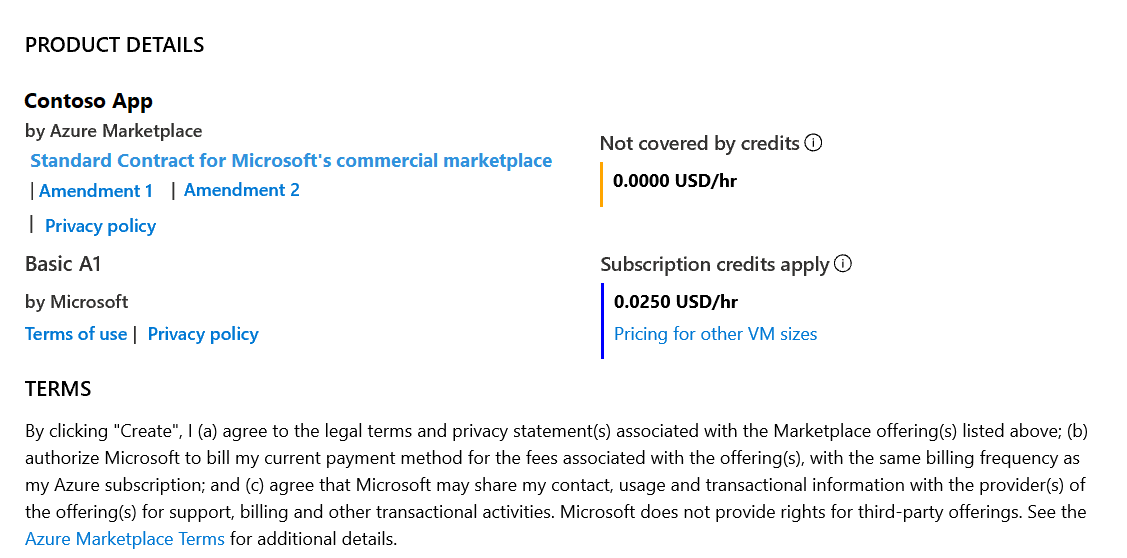 PRODUCT DETAILS
Contoso App
by Azure Marketplace
Standard Contract for Microsoft's commercial marketplace
| Amendment 1 | Amendment 2
| Privacy policy
Not covered by credits
0.0000 USD/hr
Basic A1
by Microsoft
Terms of use | Privacy policy
Subscription credits apply
0.0250 USD/hr
Pricing for other VM sizes
TERMS
By clicking "Create", I (a) agree to the legal terms and privacy statement(s) associated with the Marketplace offering(s) listed above; (b)
authorize Microsoft to bill my current payment method for the fees associated with the offering(s), with the same billing frequency as
my Azure subscription; and (c) agree that Microsoft may share my contact, usage and transactional information with the provider(s) of
the offering(s) for support, billing and other transactional activities. Microsoft does not provide rights for third-party offerings. See the
Azure Marketplace Terms for additional details.